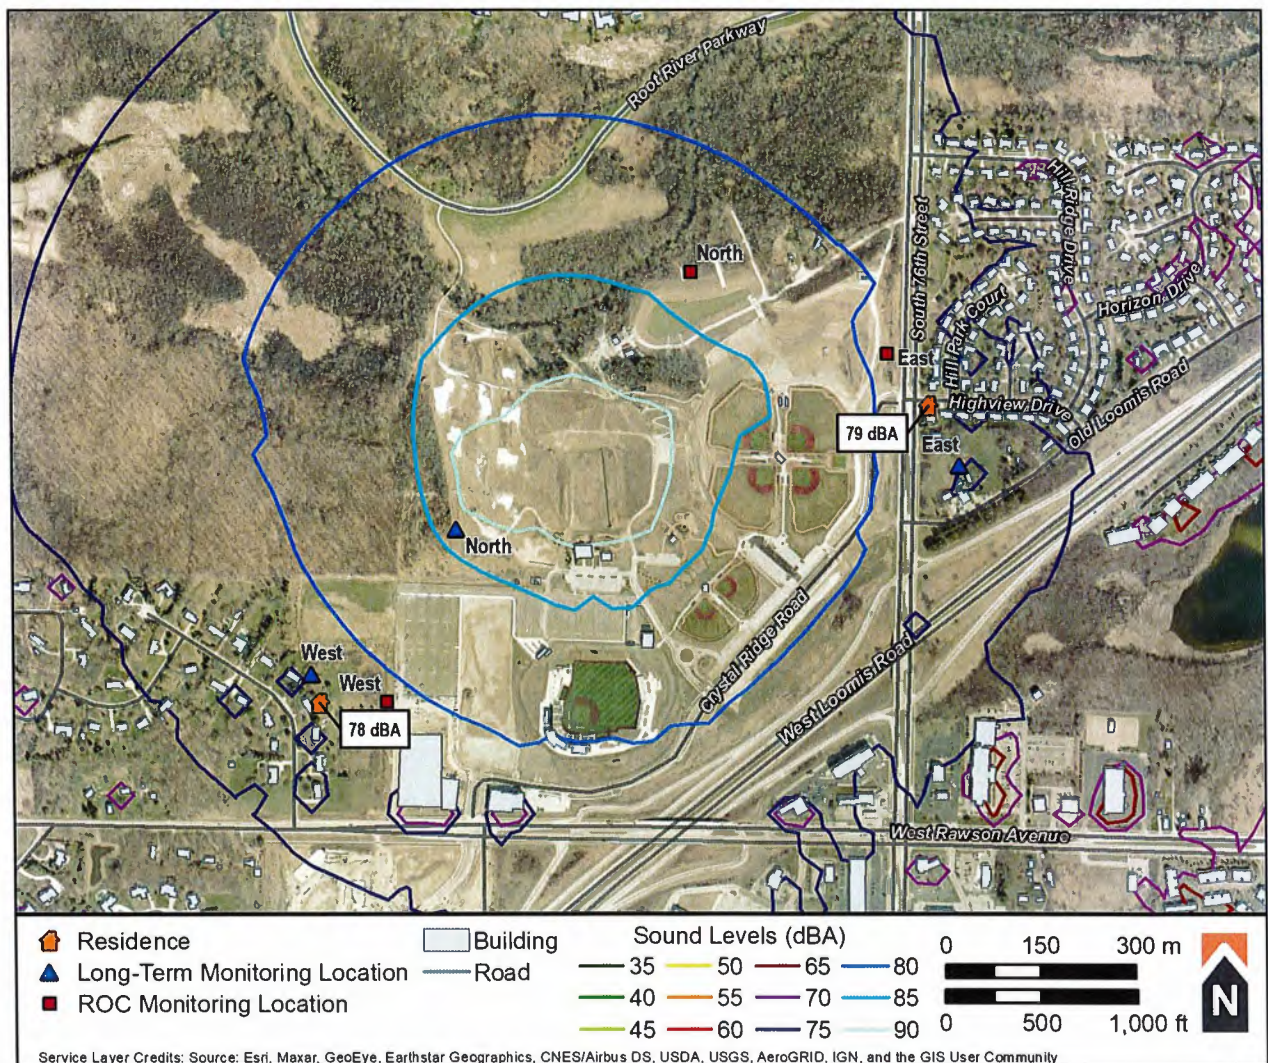 Root River Parkway
North
South 76th Street
Hill Ridge Drive
Horizon Drive
Hill Park Court
East
Highview Drive
Old Loomis Road
79 dBA
East
North
Crystal Ridge Road
West Loomis Road
West
West
78 dBA
West Rawson Avenue
Residence
Long-Term Monitoring Location
ROC Monitoring Location
Building
Road
Sound Levels (dBA)
35 50 65 80
40 55 70 85
45 60 75 90
0 150 300 m
0 500 1,000 ft
N
Service Layer Credits: Source: Esri, Maxar, GeoEye, Earthstar Geographics, CNES/Airbus DS, USDA, USGS, AeroGRID, IGN, and the GIS User Community